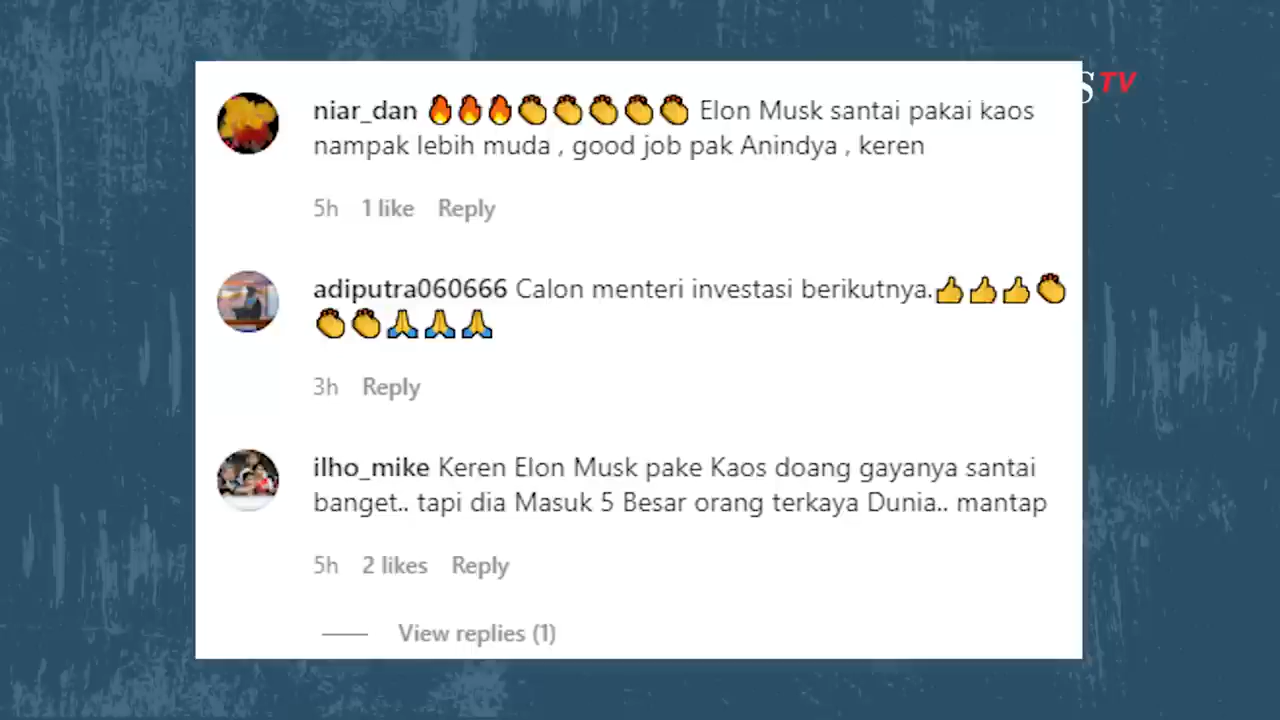 S TV
niar_dan 🔥🔥🔥👏👏👏👏👏 Elon Musk santai pakai kaos
nampak lebih muda , good job pak Anindya , keren
5h 1 like Reply
adiputra060666 Calon menteri investasi berikutnya.👍👍👍👏
👏👏🙏🙏🙏
3h Reply
ilho_mike Keren Elon Musk pake Kaos doang gayanya santai
banget.. tapi dia Masuk 5 Besar orang terkaya Dunia.. mantap
5h 2 likes Reply
View replies (1)